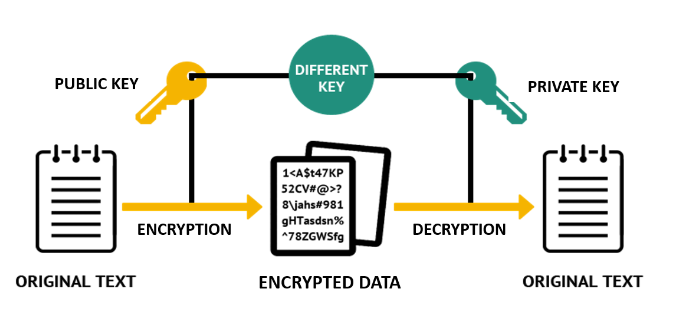 DIFFERENT
KEY
PUBLIC KEY
PRIVATE KEY
1<A$t47KP
52CV#@>?
8\jahs#981
gHTasdsn%
^78ZGWSfg
ENCRYPTION
DECRYPTION
ORIGINAL TEXT
ENCRYPTED DATA
ORIGINAL TEXT